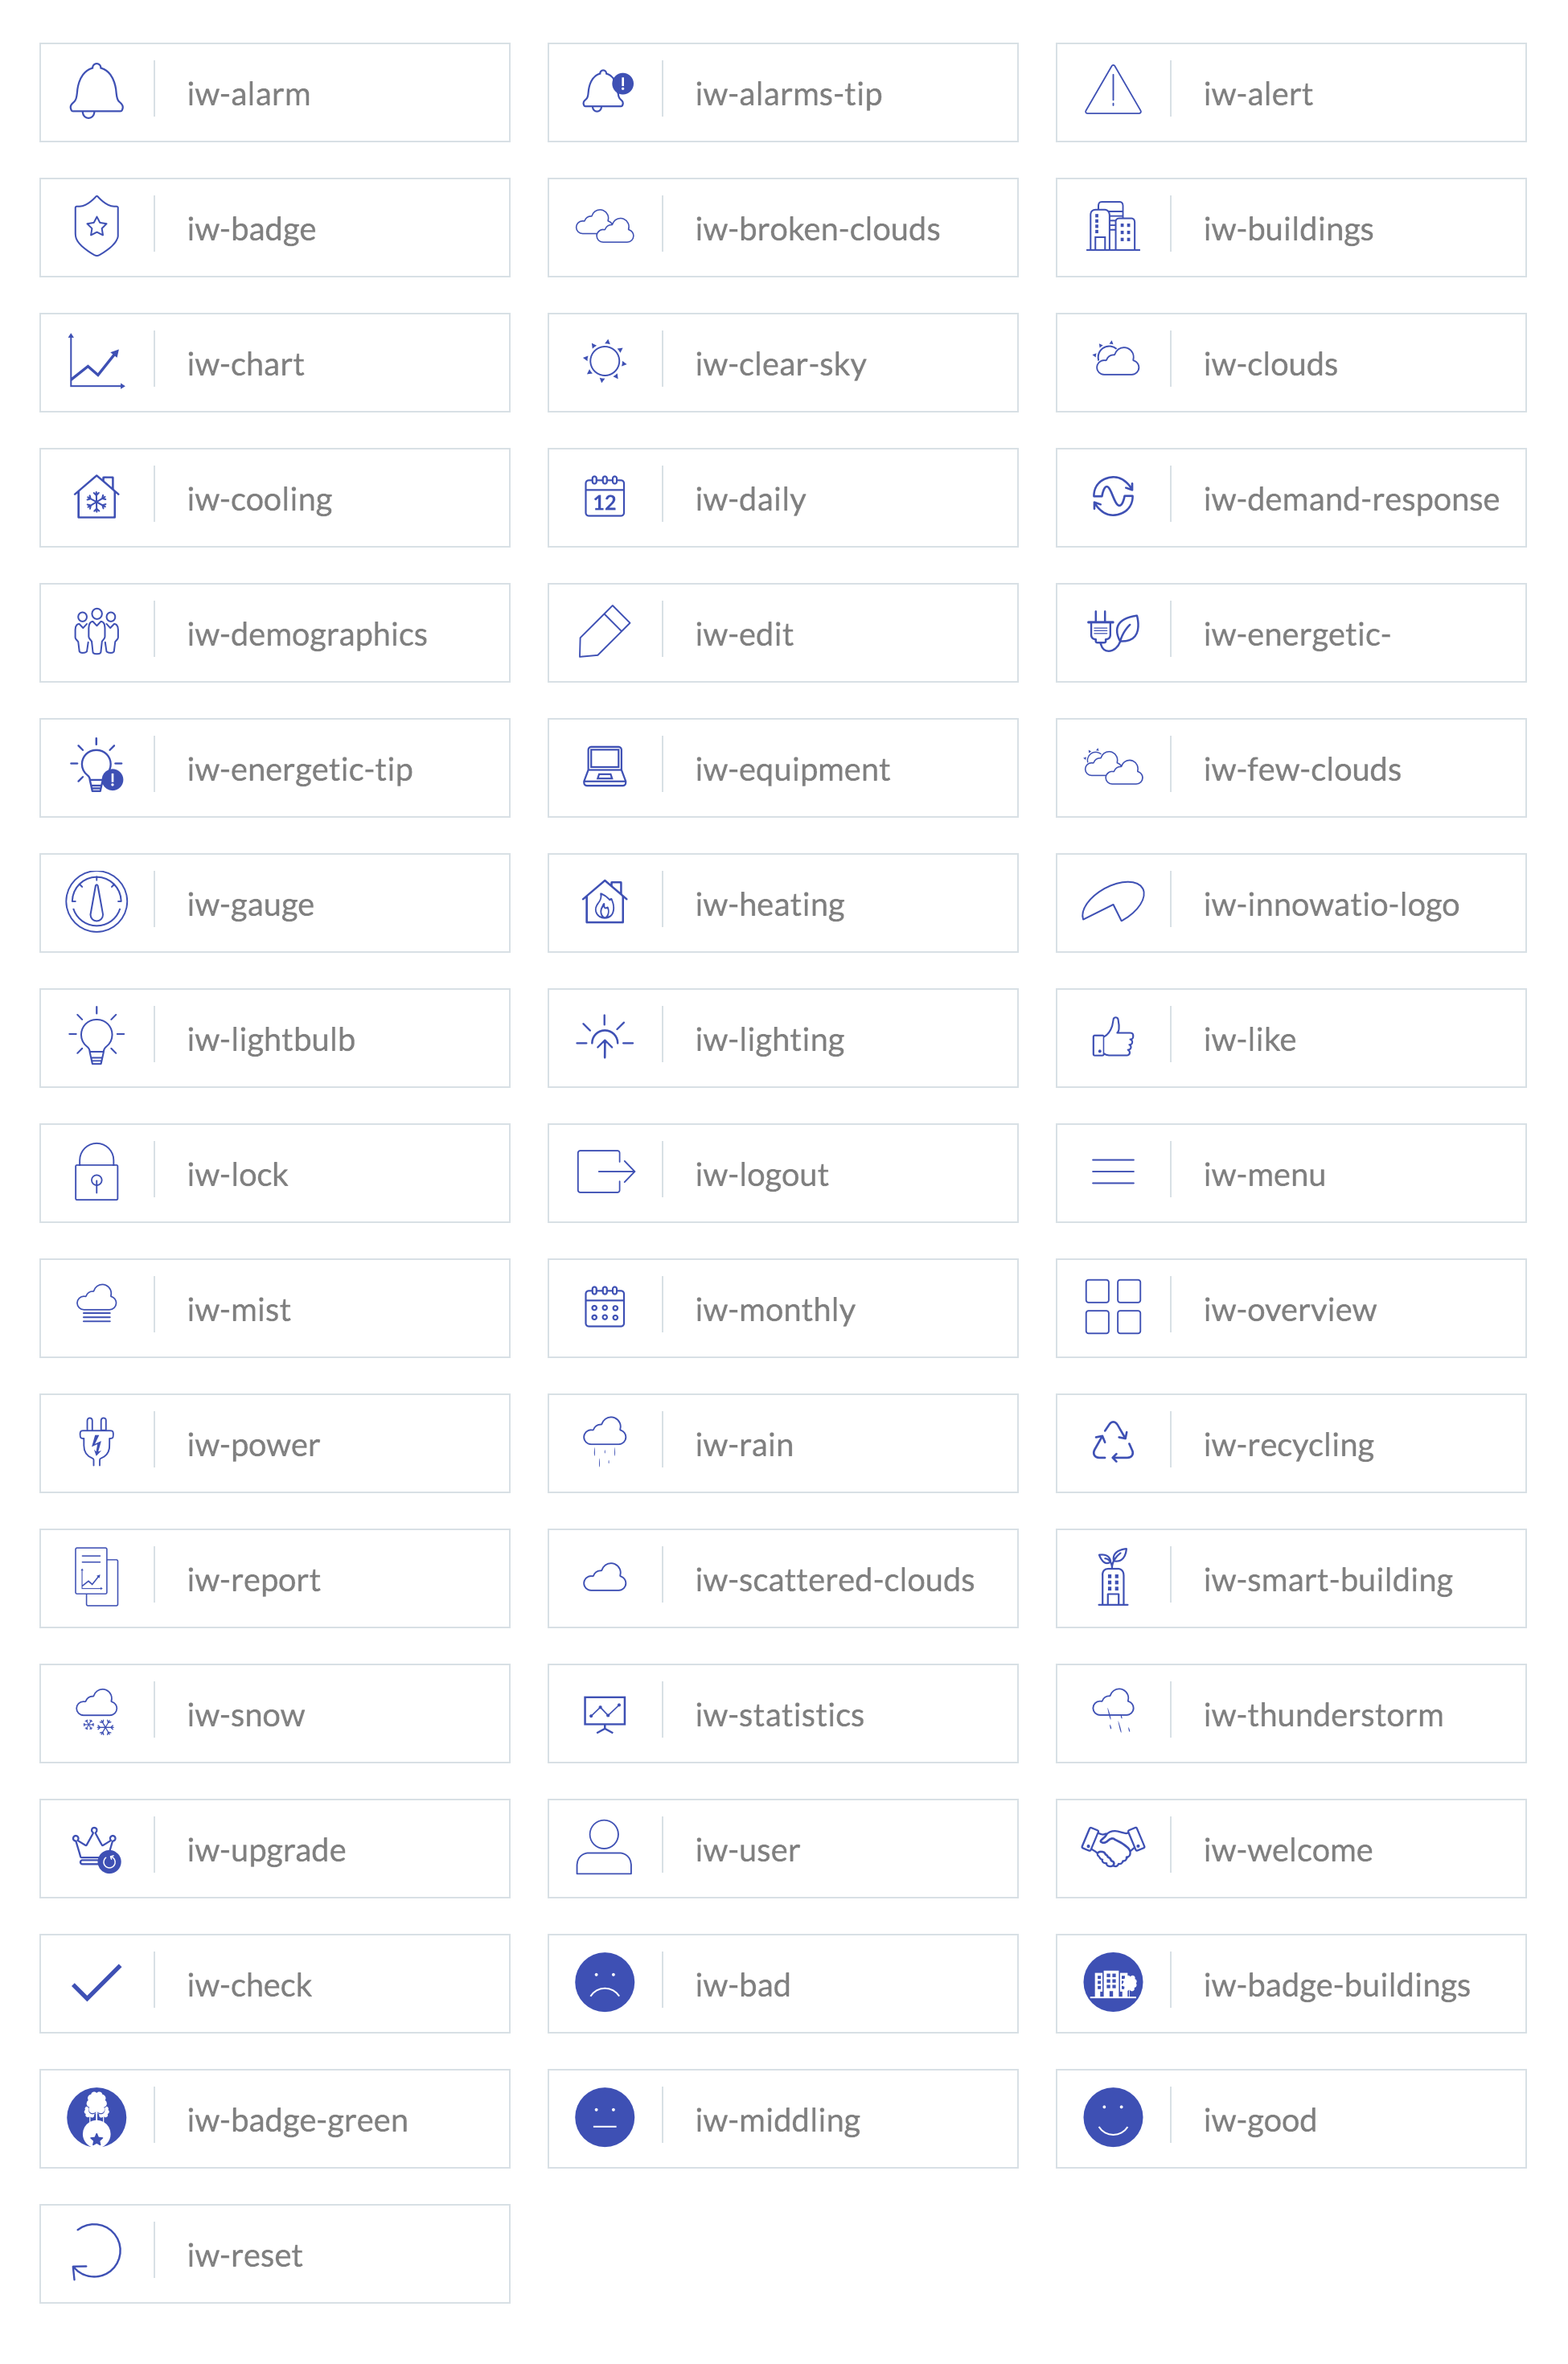 iw-alarm
iw-alarms-tip
iw-alert
iw-badge
iw-broken-clouds
iw-buildings
iw-chart
iw-clear-sky
iw-clouds
iw-cooling
12
iw-daily
iw-demand-response
iw-demographics
iw-edit
iw-energetic-
iw-energetic-tip
iw-equipment
iw-few-clouds
iw-gauge
iw-heating
iw-innowatio-logo
iw-lightbulb
iw-lighting
iw-like
iw-lock
iw-logout
iw-menu
iw-mist
iw-monthly
iw-overview
iw-power
iw-rain
iw-recycling
iw-report
iw-scattered-clouds
iw-smart-building
iw-snow
iw-statistics
iw-thunderstorm
iw-upgrade
iw-user
iw-welcome
iw-check
iw-bad
iw-badge-buildings
iw-badge-green
iw-middling
iw-good
iw-reset